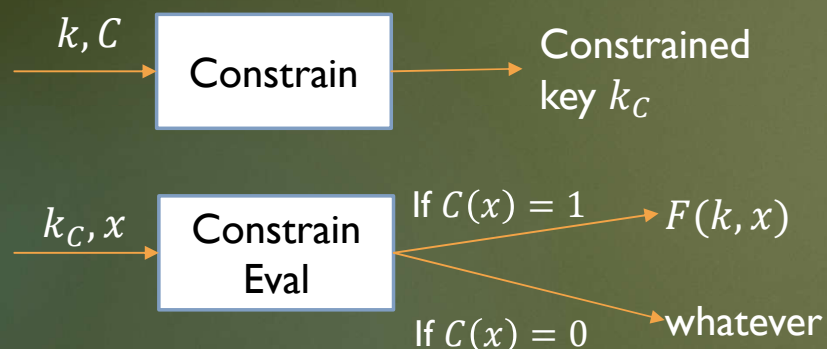 k, C
Constrain
Constrained
key k_C
k_C, x
Constrain
Eval
If C(x) = 1
F(k, x)
If C(x) = 0
whatever